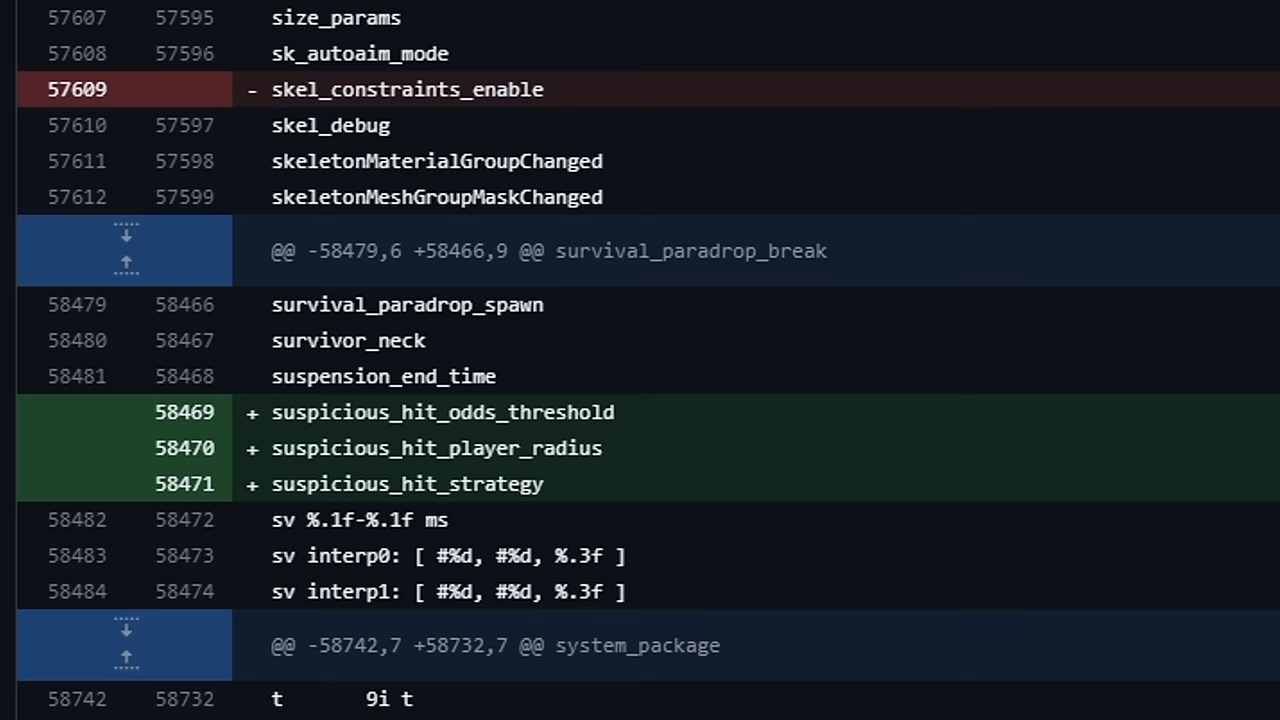 57607 57595 size_params
57608 57596 sk_autoaim_mode
57609 - skel_constraints_enable
57610 57597 skel_debug
57611 57598 skeletonMaterialGroupChanged
57612 57599 skeletonMeshGroupMaskChanged
@@ -58479,6 +58466,9 @@ survival_paradrop_break
58479 58466 survival_paradrop_spawn
58480 58467 survivor_neck
58481 58468 suspension_end_time
58469 + suspicious_hit_odds_threshold
58470 + suspicious_hit_player_radius
58471 + suspicious_hit_strategy
58482 58472 sv %.1f-%.1f ms
58483 58473 sv interp0: [ #%d, #%d, %.3f ]
58484 58474 sv interp1: [ #%d, #%d, %.3f ]
@@ -58742,7 +58732,7 @@ system_package
58742 58732 t       9i t